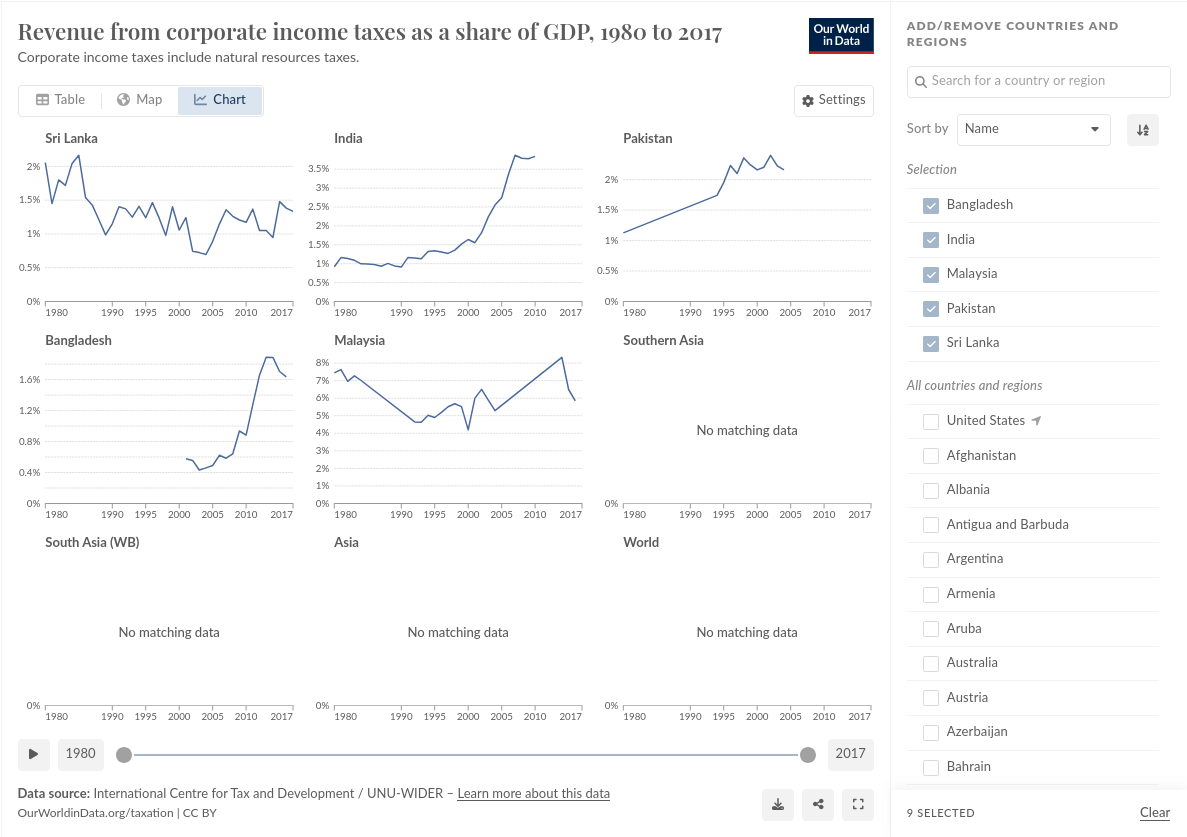 Revenue from corporate income taxes as a share of GDP, 1980 to 2017
Corporate income taxes include natural resources taxes.
Our World
in Data
Table
Map
Chart
Settings
Sri Lanka
2%
1.5%
1%
0.5%
0%
1980 1990 1995 2000 2005 2010 2017
India
3.5%
3%
2.5%
2%
1.5%
1%
0.5%
0%
1980 1990 1995 2000 2005 2010 2017
Pakistan
2%
1.5%
1%
0.5%
0%
1980 1990 1995 2000 2005 2010 2017
Bangladesh
1.6%
1.2%
0.8%
0.4%
0%
1980 1990 1995 2000 2005 2010 2017
Malaysia
8%
7%
6%
5%
4%
3%
2%
1%
0%
1980 1990 1995 2000 2005 2010 2017
Southern Asia
No matching data
0%
1980 1990 1995 2000 2005 2010 2017
South Asia (WB)
No matching data
0%
1980 1990 1995 2000 2005 2010 2017
Asia
No matching data
0%
1980 1990 1995 2000 2005 2010 2017
World
No matching data
0%
1980 1990 1995 2000 2005 2010 2017
1980
2017
Data source: International Centre for Tax and Development / UNU-WIDER – Learn more about this data
OurWorldinData.org/taxation | CC BY
ADD/REMOVE COUNTRIES AND
REGIONS
Search for a country or region
Sort by
Name
Selection
Bangladesh
India
Malaysia
Pakistan
Sri Lanka
All countries and regions
United States
Afghanistan
Albania
Antigua and Barbuda
Argentina
Armenia
Aruba
Australia
Austria
Azerbaijan
Bahrain
9 SELECTED
Clear